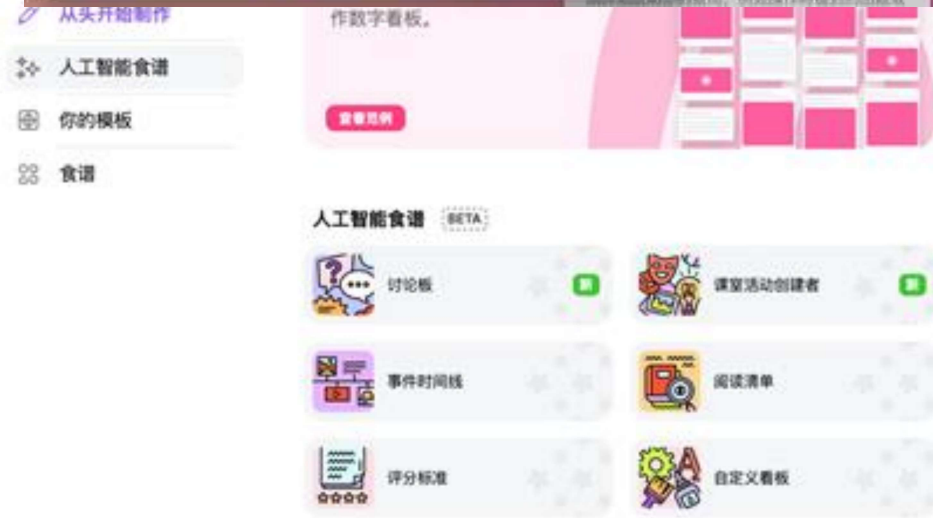 从头开始制作
人工智能食谱
你的模板
食谱
作数字看板。
查看范例
人工智能食谱 BETA
讨论板 新
课室活动创建者 新
事件时间线
阅读清单
评分标准
自定义看板